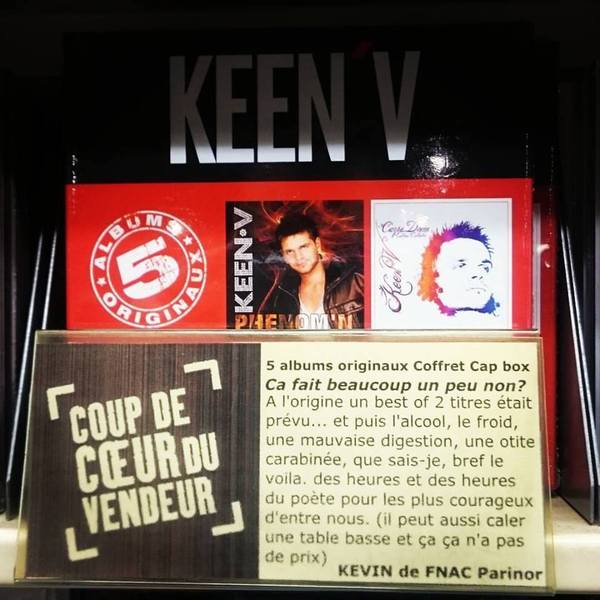 KEEN'V
ALBUMS
5
ORIGINAUX
KEEN-V
PHENOM'N
Carpe Diem
Keen'V
COUP DE
CŒUR DU
VENDEUR
5 albums originaux Coffret Cap box
Ca fait beaucoup un peu non?
A l'origine un best of 2 titres était
prévu... et puis l'alcool, le froid,
une mauvaise digestion, une otite
carabinée, que sais-je, bref le
voila. des heures et des heures
du poète pour les plus courageux
d'entre nous. (il peut aussi caler
une table basse et ça ça n'a pas
de prix)
KEVIN de FNAC Parinor